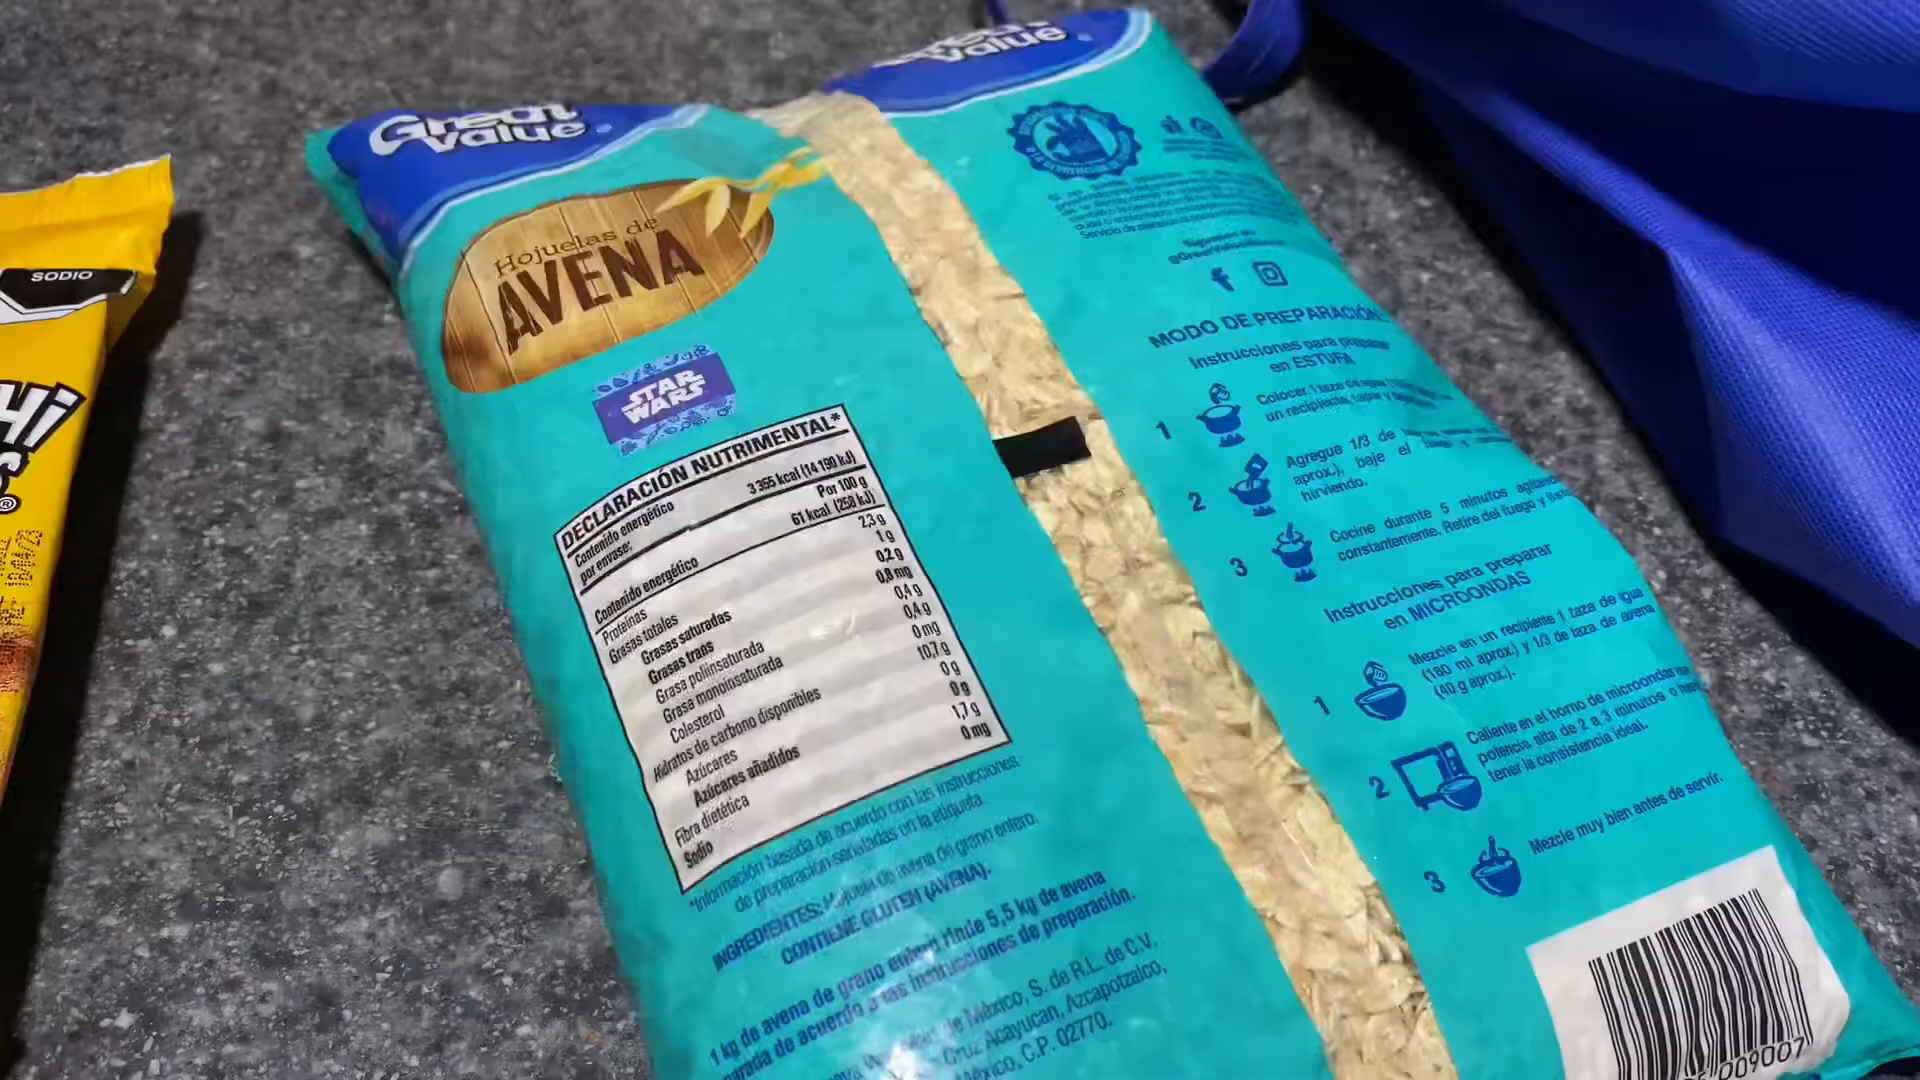 SODIO
Hi
Great
Value
Hojuelas de
AVENA
STAR
WARS
DECLARACIÓN NUTRIMENTAL*
Contenido energético
por envase:
3 355 kcal (14 190 kJ)
Por 100 g
Contenido energético 61 kcal (258 kJ)
Proteínas 2,3 g
Grasas totales 1 g
Grasas saturadas 0,2 g
Grasas trans 0,8 mg
Grasa poliinsaturada 0,4 g
Grasa monoinsaturada 0,4 g
Colesterol 0 mg
Hidratos de carbono disponibles 10,7 g
Azúcares 0 g
Azúcares añadidos 0 g
Fibra dietética 1,7 g
Sodio 0 mg
*Información basada de acuerdo con las instrucciones
de preparación señaladas en la etiqueta.
INGREDIENTES: Hojuela de avena de grano entero.
CONTIENE GLUTEN (AVENA).
1 kg de avena de grano entero rinde 5,5 kg de avena
de acuerdo a las instrucciones de preparación.
de México, S. de R.L. de C.V.
Cruz Acayucan, Azcapotzalco,
México, C.P. 02770.
Value
Síguenos en
MODO DE PREPARACIÓN
Instrucciones para preparar
en ESTUFA
1 Colocar 1 taza de agua
un recipiente, tapar y
2 Agregue 1/3 de
aprox.), baje el
hirviendo.
3 Cocine durante 5 minutos
constantemente. Retire del fuego y
Instrucciones para preparar
en MICROONDAS
1 Mezcle en un recipiente 1 taza de agua
(180 ml aprox.) y 1/3 de taza de avena
(40 g aprox.).
2 Caliente en el horno de microondas
potencia alta de 2 a 3 minutos o
tener la consistencia ideal.
3 Mezcle muy bien antes de servir.
009007